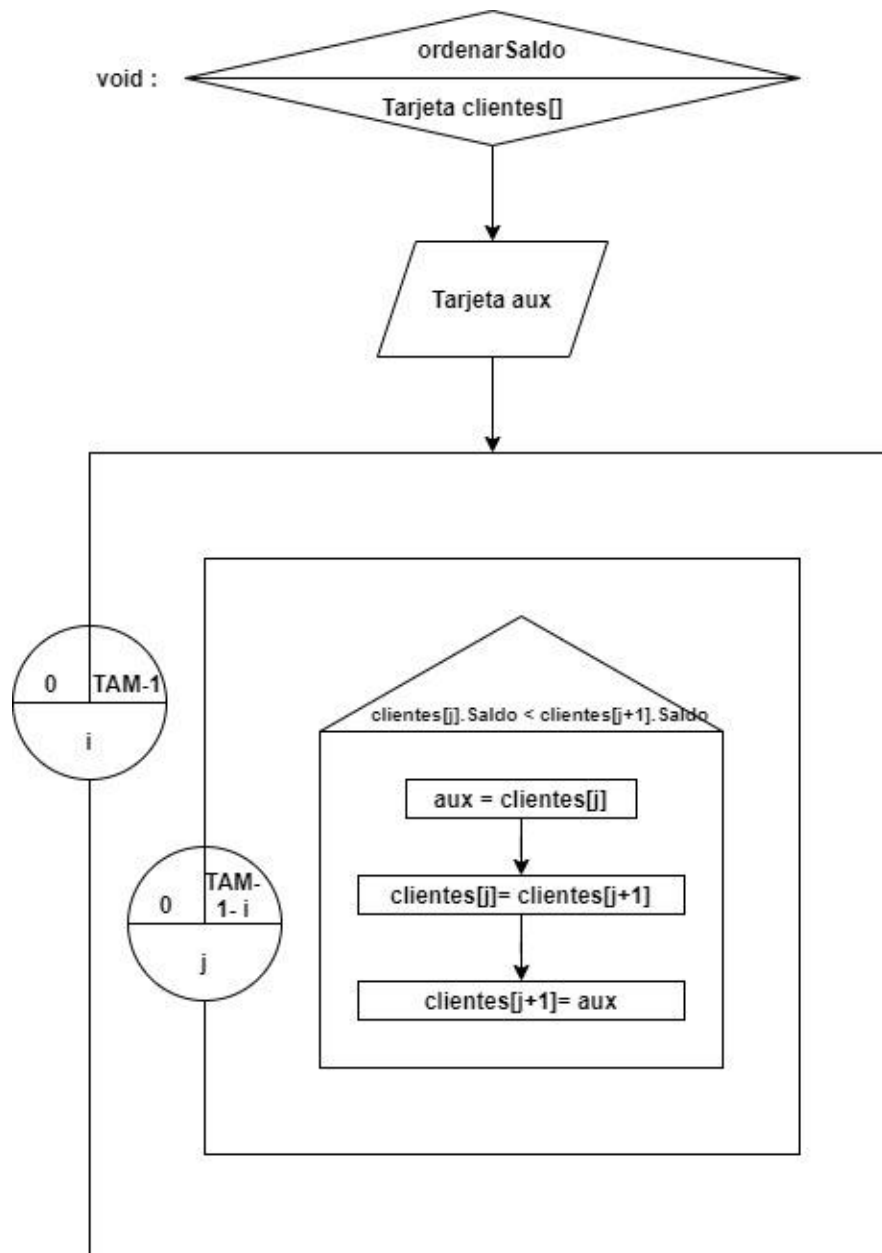 ordenarSaldo
void :
Tarjeta clientes[]
Tarjeta aux
0
TAM-1
i
clientes[j].Saldo < clientes[j+1].Saldo
aux = clientes[j]
0
TAM-
1- i
j
clientes[j]= clientes[j+1]
clientes[j+1]= aux